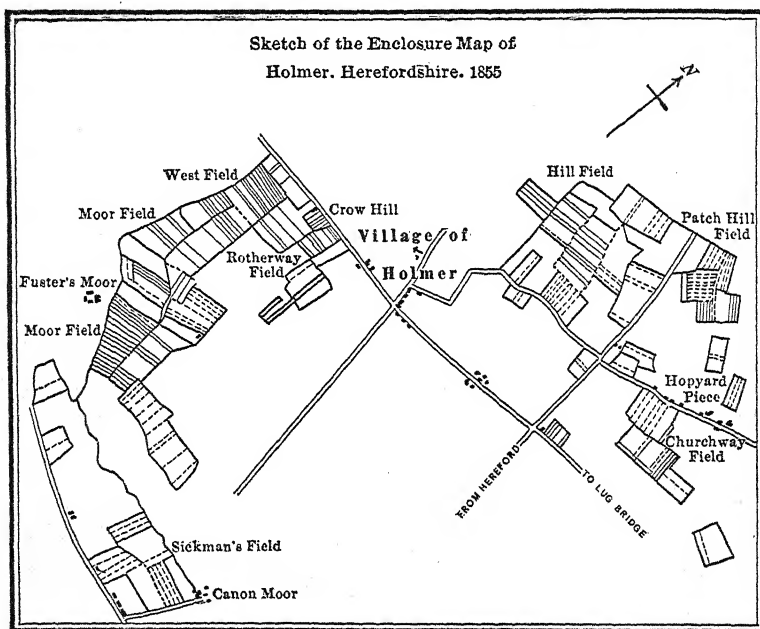 Sketch of the Enclosure Map of
Holmer. Herefordshire. 1855
N
West Field
Hill Field
Moor Field
Crow Hill
Patch Hill
Field
Village of
Holmer
Rotherway
Field
Fuster's Moor
Moor Field
Hopyard
Piece
Churchway
Field
FROM HEREFORD
TO LUG BRIDGE
Sickman's Field
Canon Moor